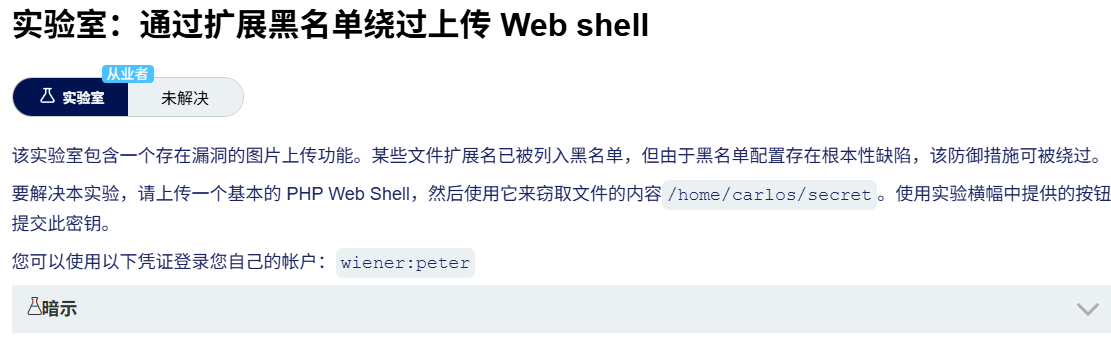 实验室：通过扩展黑名单绕过上传 Web shell
从业者
实验室 未解决
该实验室包含一个存在漏洞的图片上传功能。某些文件扩展名已被列入黑名单，但由于黑名单配置存在根本性缺陷，该防御措施可被绕过。
要解决本实验，请上传一个基本的 PHP Web Shell，然后使用它来窃取文件的内容 /home/carlos/secret 。使用实验横幅中提供的按钮
提交此密钥。
您可以使用以下凭证登录您自己的帐户： wiener:peter
暗示